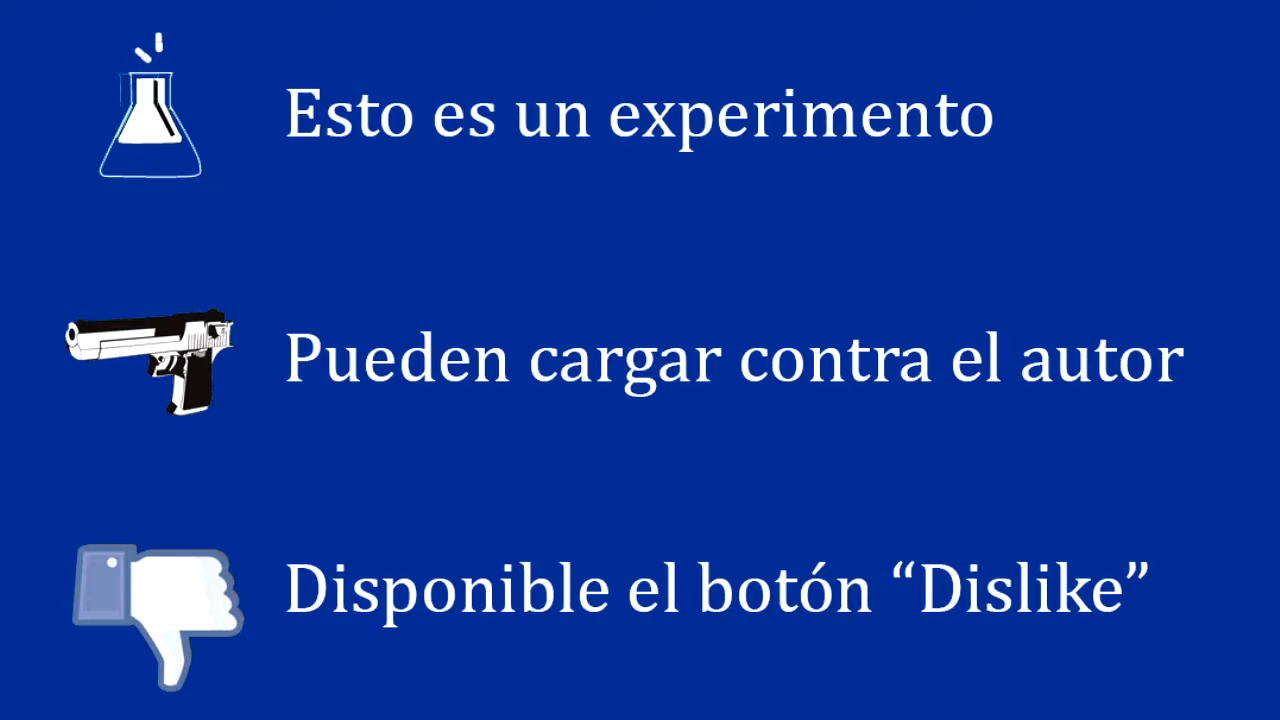 Esto es un experimento
Pueden cargar contra el autor
Disponible el botón “Dislike”